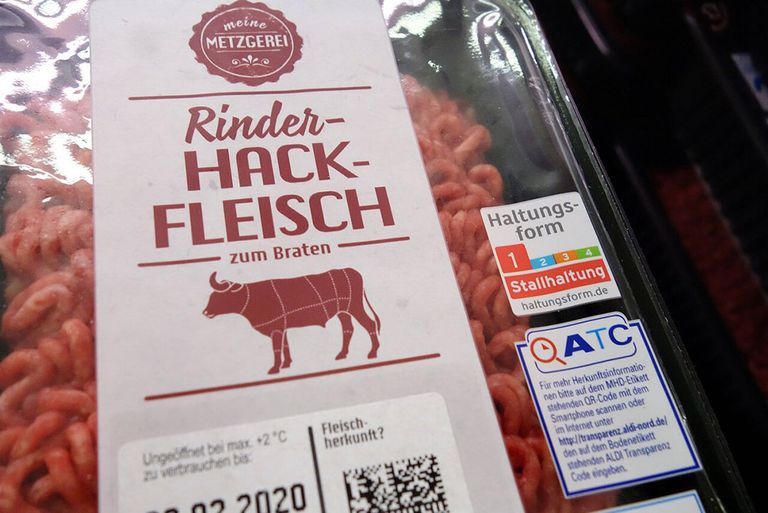 meine
METZGEREI
Rinder-
HACK-
FLEISCH
zum Braten
Haltungs-
form
1 2 3 4
Stallhaltung
haltungsform.de
ATC
Für mehr Herkunftsinformatio-
nen bitte auf dem MHD-Etikett
stehenden QR-Code mit dem
Smartphone scannen oder
im Internet unter
http://transparenz.aldi-nord.de/
den auf dem Bodenetikett
stehenden ALDI Transparenz
Code eingeben.
Ungeöffnet bei max. +2 °C
zu verbrauchen bis:
02 2020
Fleisch-
herkunft?